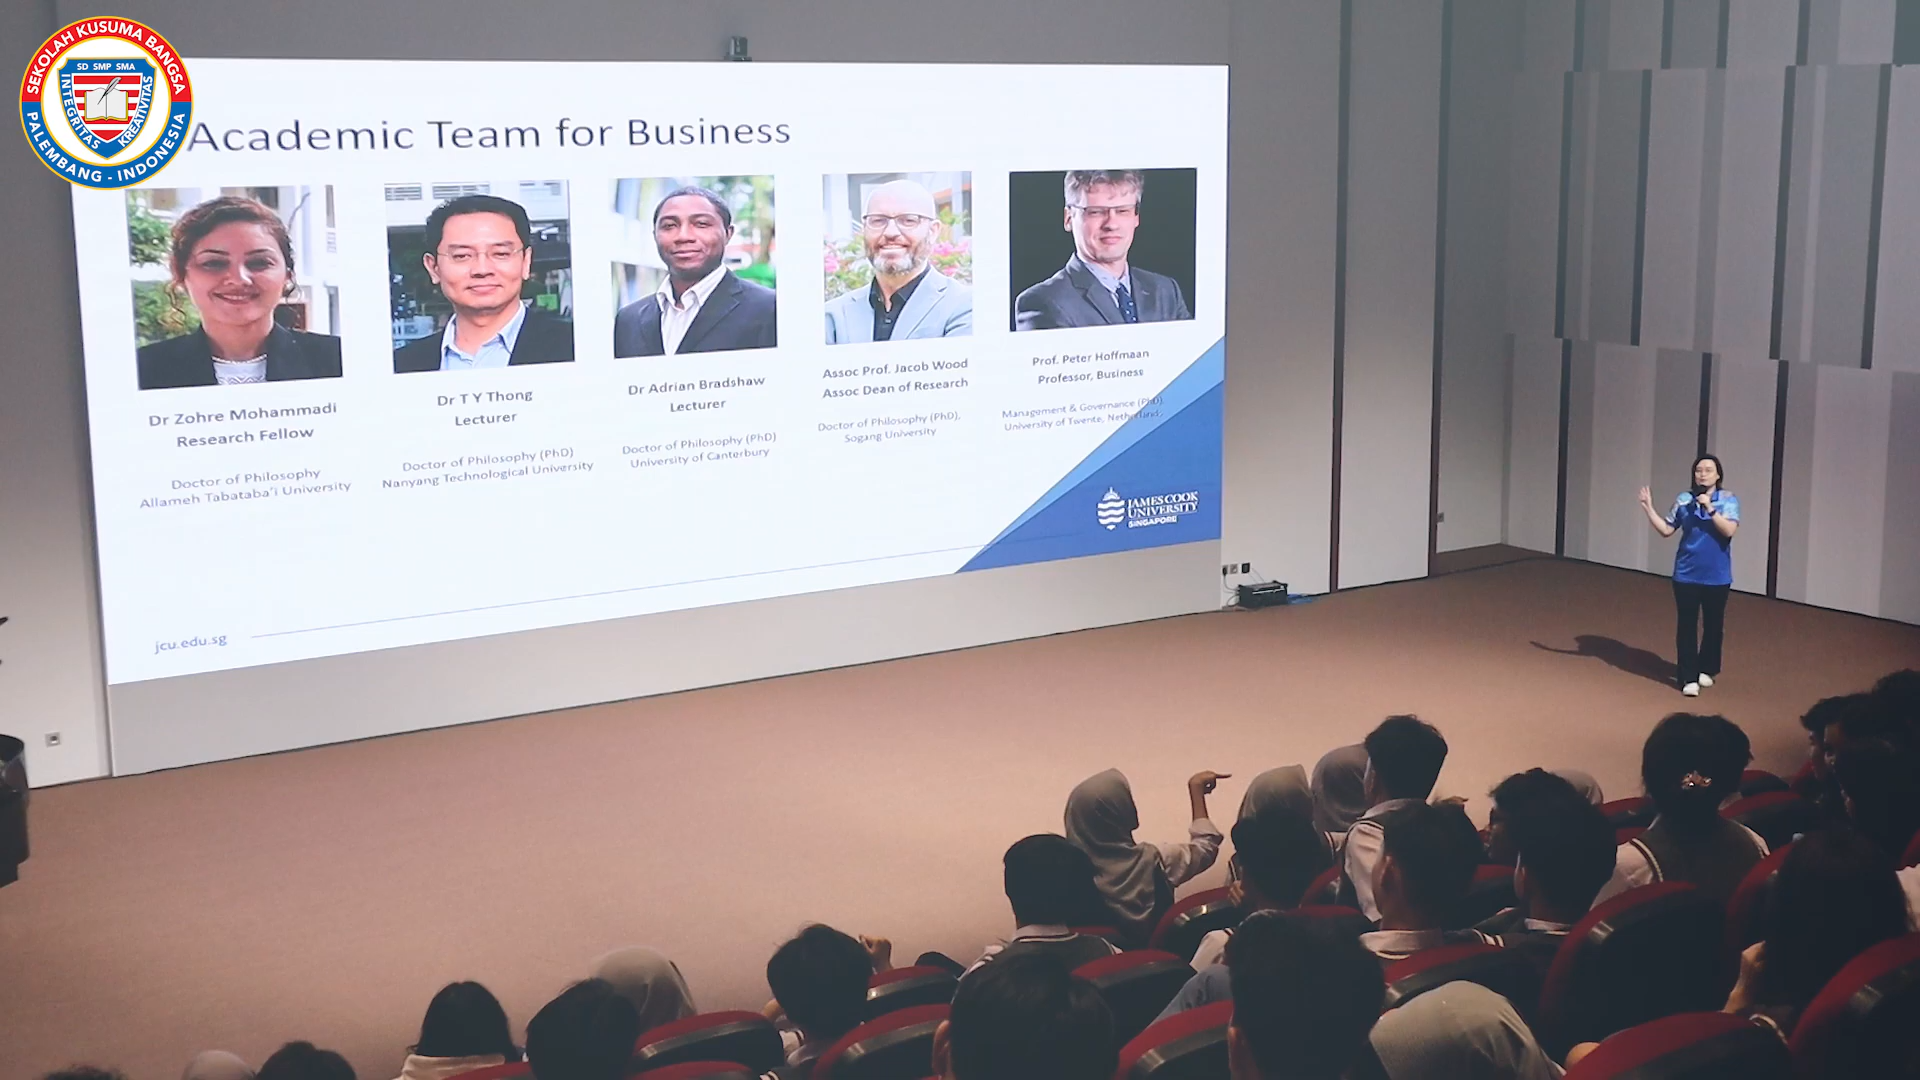 SEKOLAH KUSUMA BANGSA
SD SMP SMA
INTEGRITAS
KREATIVITAS
PALEMBANG - INDONESIA
Academic Team for Business
Dr Zohre Mohammadi
Research Fellow
Doctor of Philosophy
Allameh Tabataba'i University
Dr T Y Thong
Lecturer
Doctor of Philosophy (PhD)
Nanyang Technological University
Dr Adrian Bradshaw
Lecturer
Doctor of Philosophy (PhD)
University of Canterbury
Assoc Prof. Jacob Wood
Assoc Dean of Research
Doctor of Philosophy (PhD),
Sogang University
Prof. Peter Hoffmaan
Professor, Business
Management & Governance (PhD)
University of Twente, Netherlands
JAMES COOK
UNIVERSITY
SINGAPORE
jcu.edu.sg